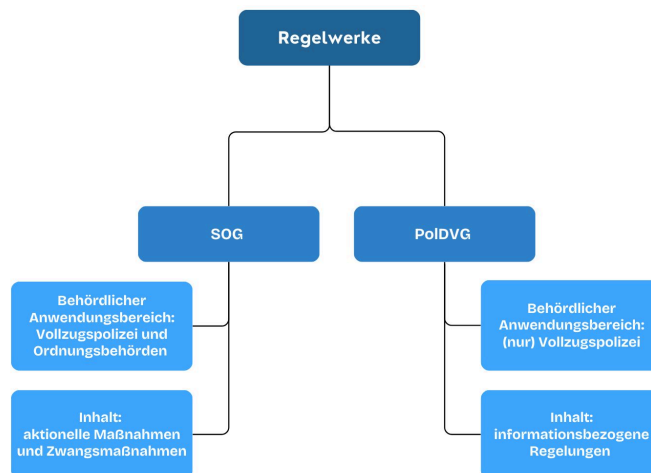 Regelwerke
SOG
PolDVG
Behördlicher
Anwendungsbereich:
Vollzugspolizei und
Ordnungsbehörden
Behördlicher
Anwendungsbereich:
(nur) Vollzugspolizei
Inhalt:
aktionelle Maßnahmen
und Zwangsmaßnahmen
Inhalt:
informationsbezogene
Regelungen